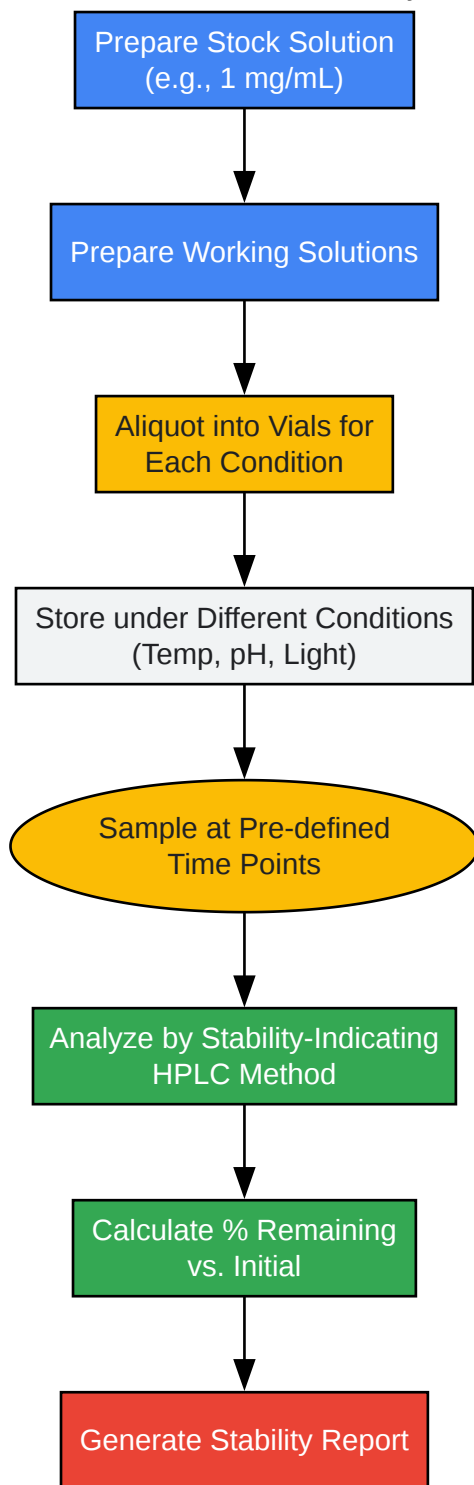 Prepare Stock Solution
(e.g., 1 mg/mL)
Prepare Working Solutions
Aliquot into Vials for
Each Condition
Store under Different Conditions
(Temp, pH, Light)
Sample at Pre-defined
Time Points
Analyze by Stability-Indicating
HPLC Method
Calculate % Remaining
vs. Initial
Generate Stability Report